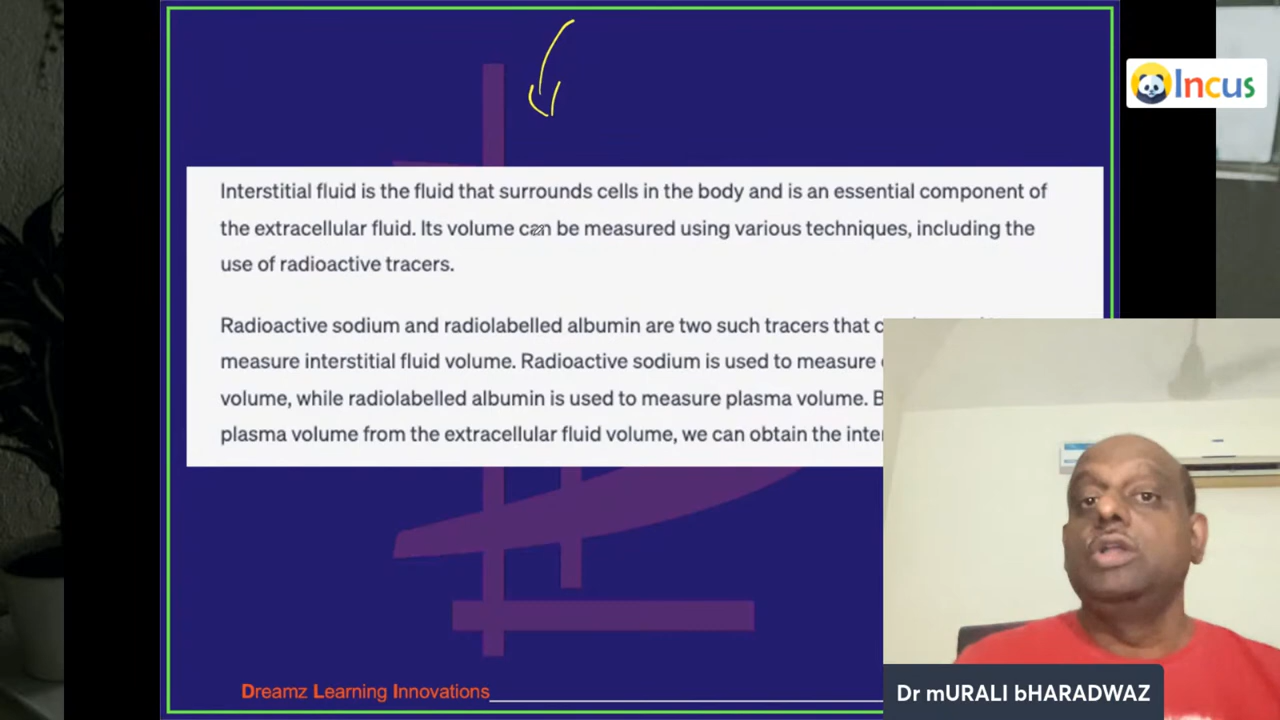 Incus
Interstitial fluid is the fluid that surrounds cells in the body and is an essential component of
the extracellular fluid. Its volume can be measured using various techniques, including the
use of radioactive tracers.
Radioactive sodium and radiolabelled albumin are two such tracers that
measure interstitial fluid volume. Radioactive sodium is used to measure
volume, while radiolabelled albumin is used to measure plasma volume.
plasma volume from the extracellular fluid volume, we can obtain the
Dreamz Learning Innovations
Dr mURALI bHARADWAZ